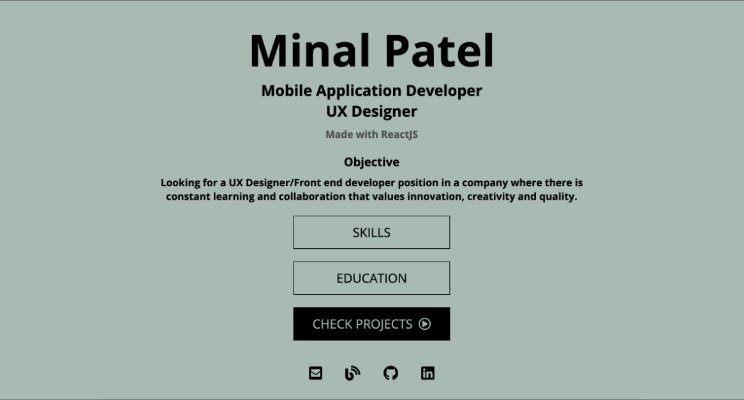 Minal Patel
Mobile Application Developer
UX Designer
Made with ReactJS
Objective
Looking for a UX Designer/Front end developer position in a company where there is
constant learning and collaboration that values innovation, creativity and quality.
SKILLS
EDUCATION
CHECK PROJECTS